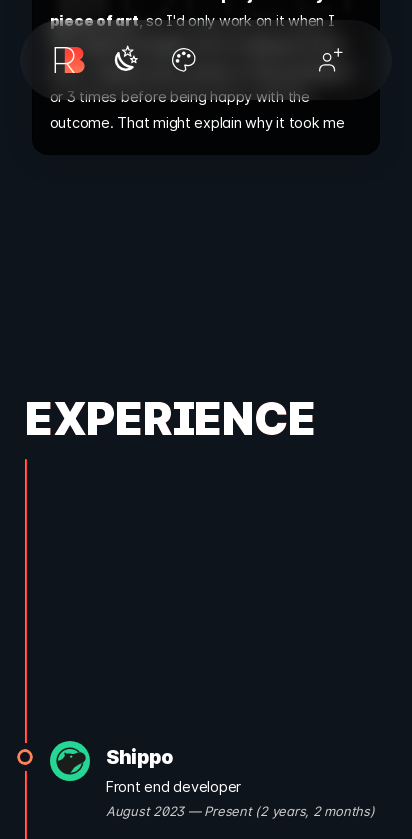 piece of art, so I'd only work on it when I
or 3 times before being happy with the
outcome. That might explain why it took me
EXPERIENCE
Shippo
Front end developer
August 2023 — Present (2 years, 2 months)